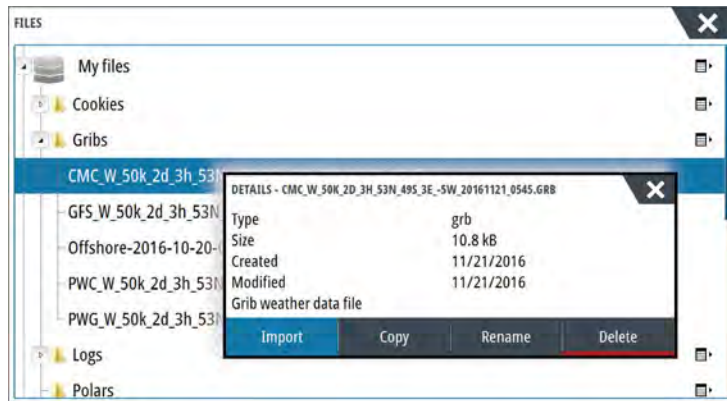 FILES
My files
Cookies
Gribs
CMC_W_50k_2d_3h_53N
DETAILS - CMC_W_50K_2D_3H_53N_49S_3E_-5W_20161121_0545.GRB
Type grb
GFS_W_50k_2d_3h_53N
Size 10.8 kB
Offshore-2016-10-20-
Created 11/21/2016
Modified 11/21/2016
PWC_W_50k_2d_3h_53N
Grib weather data file
PWG_W_50k_2d_3h_53N
Import Copy Rename Delete
Logs
Polars